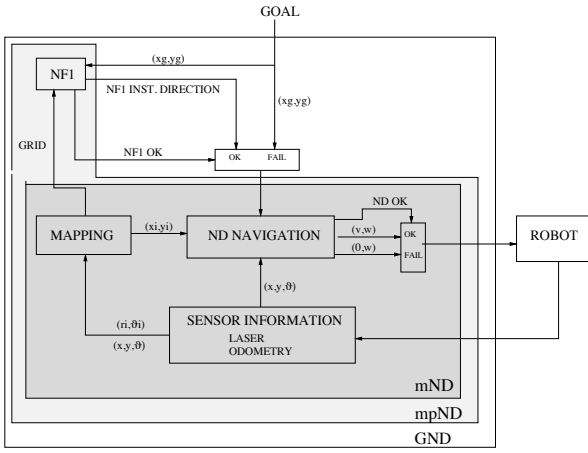 GOAL
(xg,yg)
NF1
NF1 INST. DIRECTION
(xg,yg)
GRID
NF1 OK
OK FAIL
ND OK
MAPPING
(xi,yi)
ND NAVIGATION
(v,w)
OK
(0,w)
FAIL
ROBOT
(x,y,ϑ)
(ri,ϑi)
(x,y,ϑ)
SENSOR INFORMATION
LASER
ODOMETRY
mND
mpND
GND